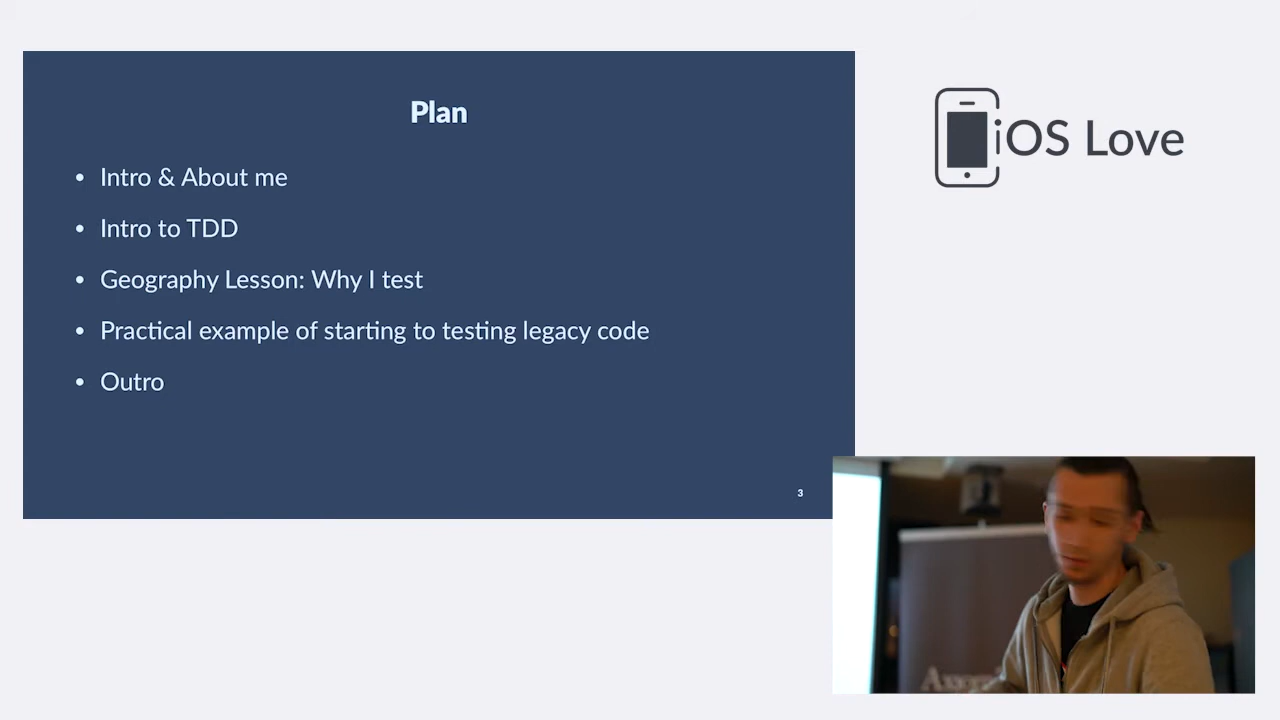 Plan
• Intro & About me
• Intro to TDD
• Geography Lesson: Why I test
• Practical example of starting to testing legacy code
• Outro
3
iOS Love